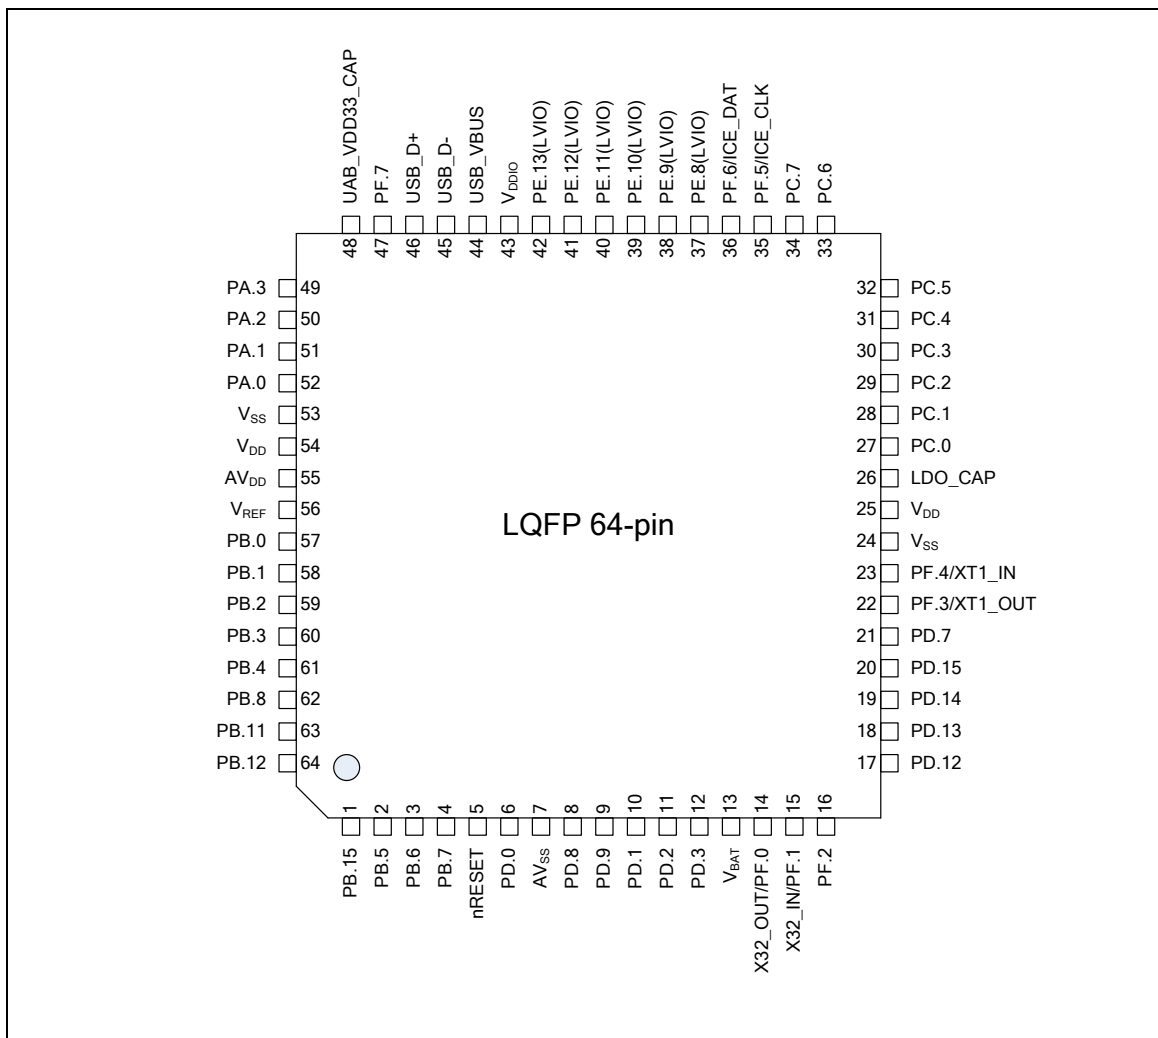 UAB_VDD33_CAP
PF.7
USB_D+
USB_D-
USB_VBUS
VDDIO
PE.13(LVIO)
PE.12(LVIO)
PE.11(LVIO)
PE.10(LVIO)
PE.9(LVIO)
PE.8(LVIO)
PF.6/ICE_DAT
PF.5/ICE_CLK
PC.7
PC.6
48
47
46
45
44
43
42
41
40
39
38
37
36
35
34
33
PA.3 49
PA.2 50
PA.1 51
PA.0 52
VSS 53
VDD 54
AVDD 55
VREF 56
PB.0 57
PB.1 58
PB.2 59
PB.3 60
PB.4 61
PB.8 62
PB.11 63
PB.12 64
LQFP 64-pin
32 PC.5
31 PC.4
30 PC.3
29 PC.2
28 PC.1
27 PC.0
26 LDO_CAP
25 VDD
24 VSS
23 PF.4/XT1_IN
22 PF.3/XT1_OUT
21 PD.7
20 PD.15
19 PD.14
18 PD.13
17 PD.12
1
2
3
4
5
6
7
8
9
10
11
12
13
14
15
16
PB.15
PB.5
PB.6
PB.7
nRESET
PD.0
AVSS
PD.8
PD.9
PD.1
PD.2
PD.3
VBAT
X32_OUT/PF.0
X32_IN/PF.1
PF.2